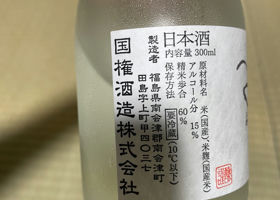 日本酒
内容量 300ml
原材料名 米(国産)、米麹(国産米)
アルコール分 15%
精米歩合 60%
保存方法 要冷蔵(10℃以下)
製造者 福島県南会津郡南会津町
田島字上町甲四〇三七
国権酒造株式会社